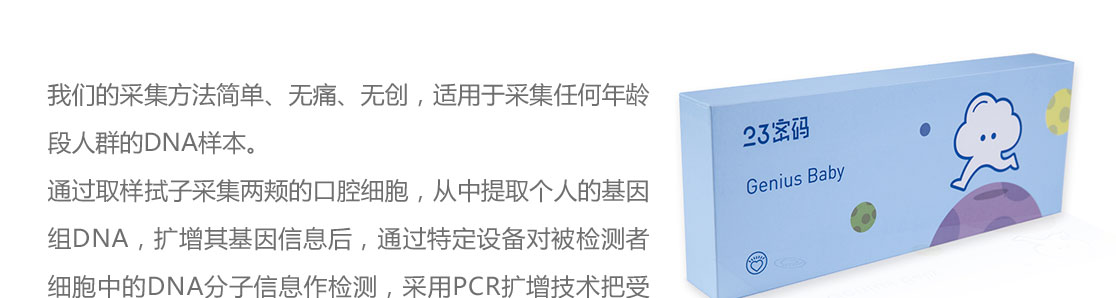 我们的采集方法简单、无痛、无创，适用于采集任何年龄
段人群的DNA样本。
通过取样拭子采集两颊的口腔细胞，从中提取个人的基因
组DNA，扩增其基因信息后，通过特定设备对被检测者
细胞中的DNA分子信息作检测，采用PCR扩增技术把受
23密码
Genius Baby